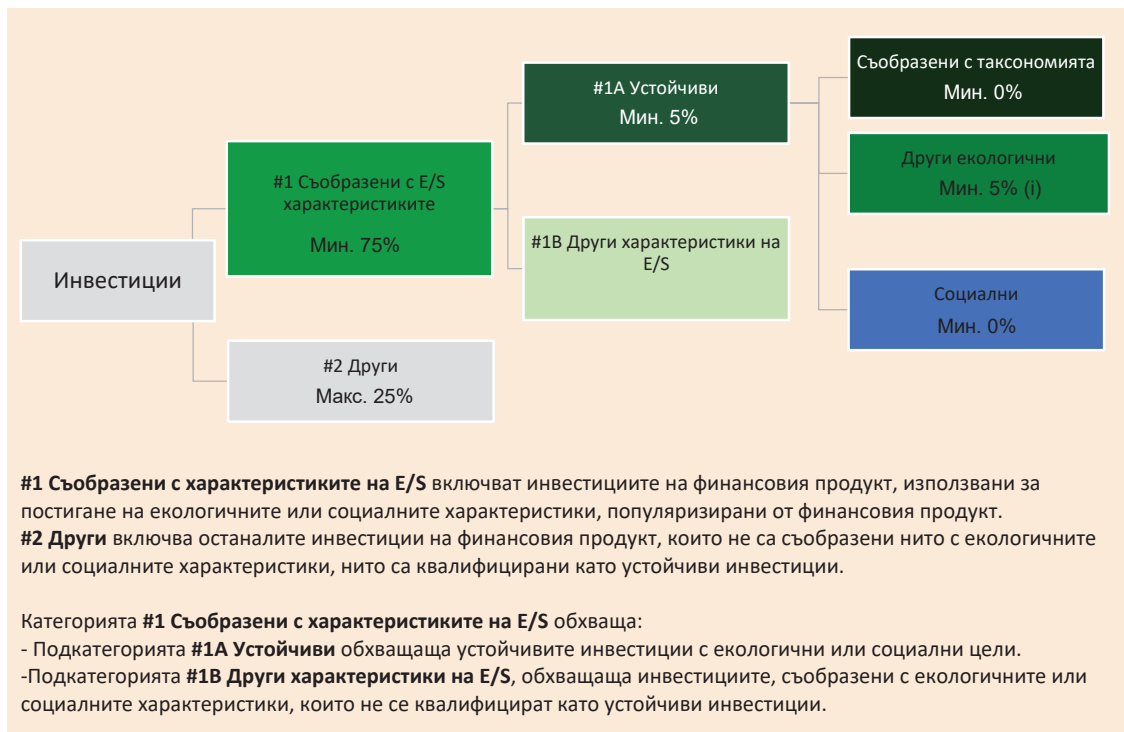 Инвестиции
#1 Съобразени с E/S
характеристиките
Мин. 75%
#2 Други
Макс. 25%
#1A Устойчиви
Мин. 5%
#1B Други характеристики на
E/S
Съобразени с таксономията
Мин. 0%
Други екологични
Мин. 5% (i)
Социални
Мин. 0%
#1 Съобразени с характеристиките на E/S включват инвестициите на финансовия продукт, използвани за
постигане на екологичните или социалните характеристики, популяризирани от финансовия продукт.
#2 Други включва останалите инвестиции на финансовия продукт, които не са съобразени нито с екологичните
или социалните характеристики, нито са квалифицирани като устойчиви инвестиции.
Категорията #1 Съобразени с характеристиките на E/S обхваща:
- Подкатегорията #1A Устойчиви обхващаща устойчивите инвестиции с екологични или социални цели.
-Подкатегорията #1B Други характеристики на E/S, обхващаща инвестициите, съобразени с екологичните или
социалните характеристики, които не се квалифицират като устойчиви инвестиции.